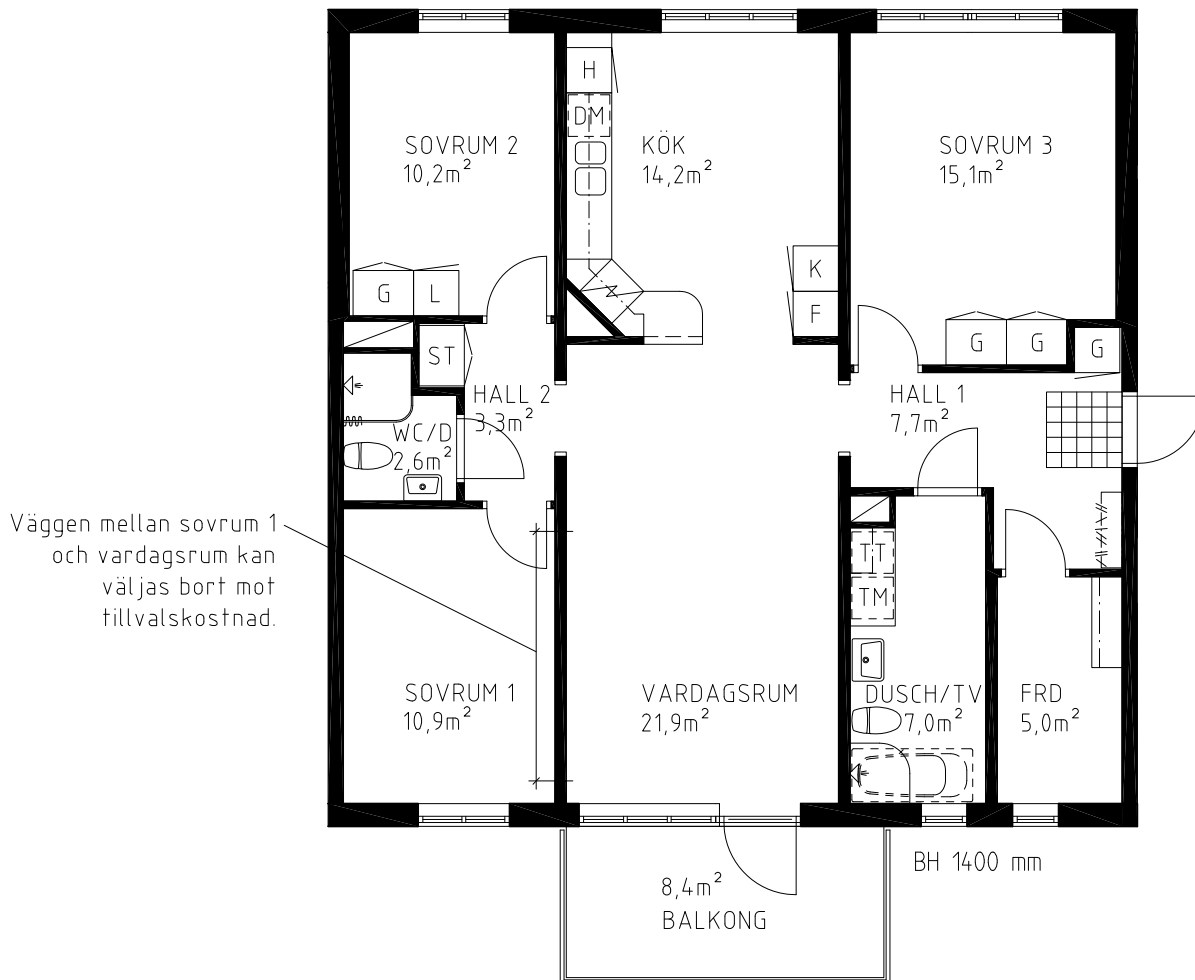 H
DM
SOVRUM 2
10,2m²
KÖK
14,2m²
SOVRUM 3
15,1m²
G
L
K
F
ST
G
G
G
HALL 2
3,3m²
HALL 1
7,7m²
WC/D
2,6m²
Väggen mellan sovrum 1
och vardagsrum kan
väljas bort mot
tillvalskostnad.
TT
TM
SOVRUM 1
10,9m²
VARDAGSRUM
21,9m²
DUSCH/TV
7,0m²
FRD
5,0m²
BH 1400 mm
8,4m²
BALKONG